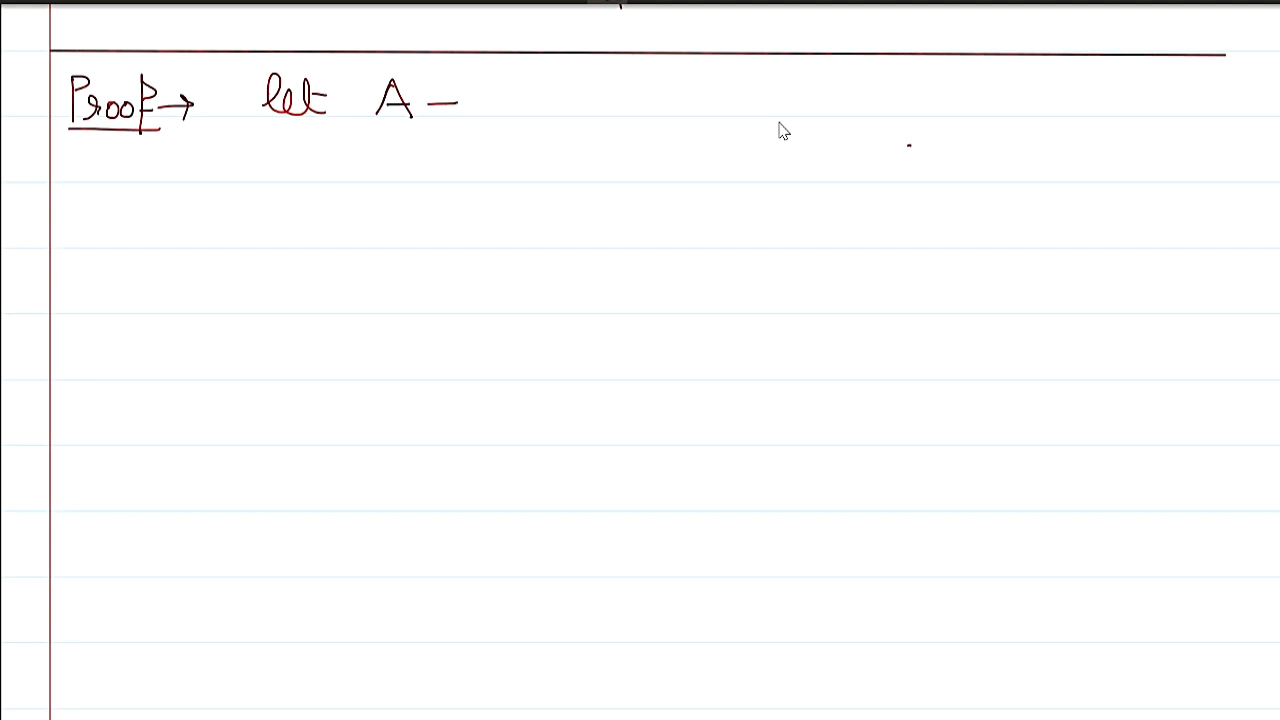 Proof→ let A —